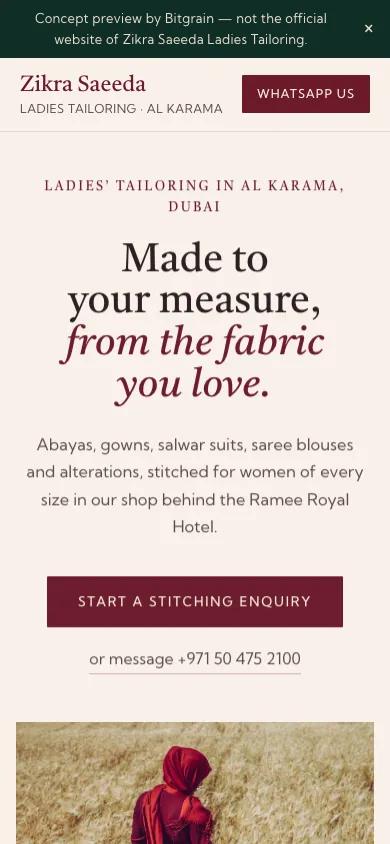 Concept preview by Bitgrain — not the official
website of Zikra Saeeda Ladies Tailoring.
×
Zikra Saeeda
LADIES TAILORING · AL KARAMA
WHATSAPP US
LADIES’ TAILORING IN AL KARAMA,
DUBAI
Made to
your measure,
from the fabric
you love.
Abayas, gowns, salwar suits, saree blouses
and alterations, stitched for women of every
size in our shop behind the Ramee Royal
Hotel.
START A STITCHING ENQUIRY
or message +971 50 475 2100